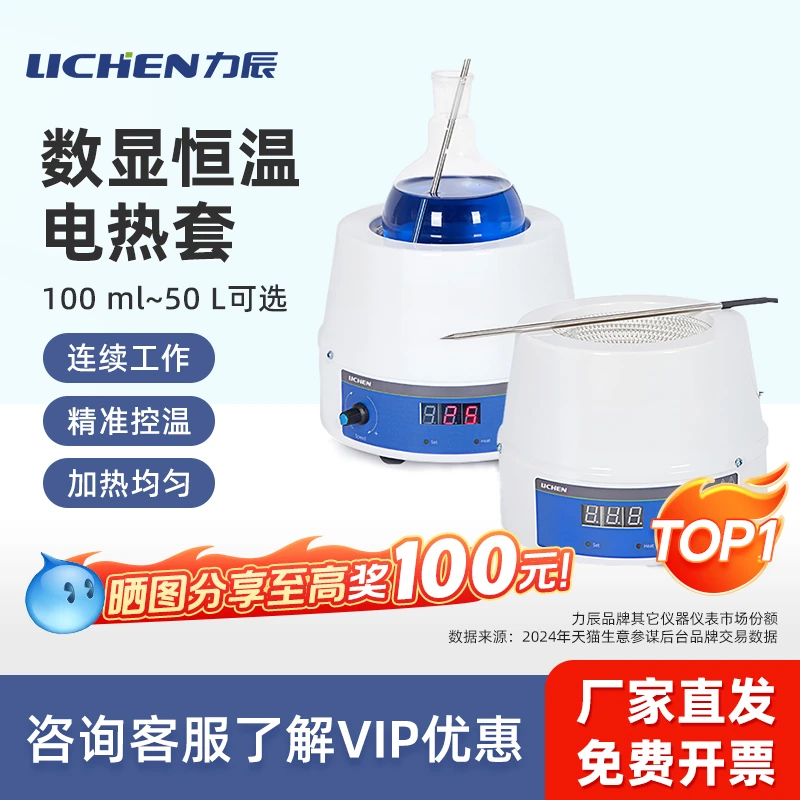 LICHEN力辰
数显恒温
电热套
100 ml~50 L可选
连续工作
精准控温
加热均匀
LICHEN
Speed
Set
Heat
LICHEN
Set
Heat
TOP1
晒图分享至高奖100元!
力辰品牌其它仪器仪表市场份额
数据来源：2024年天猫生意参谋后台品牌交易数据
咨询客服了解VIP优惠
厂家直发
免费开票